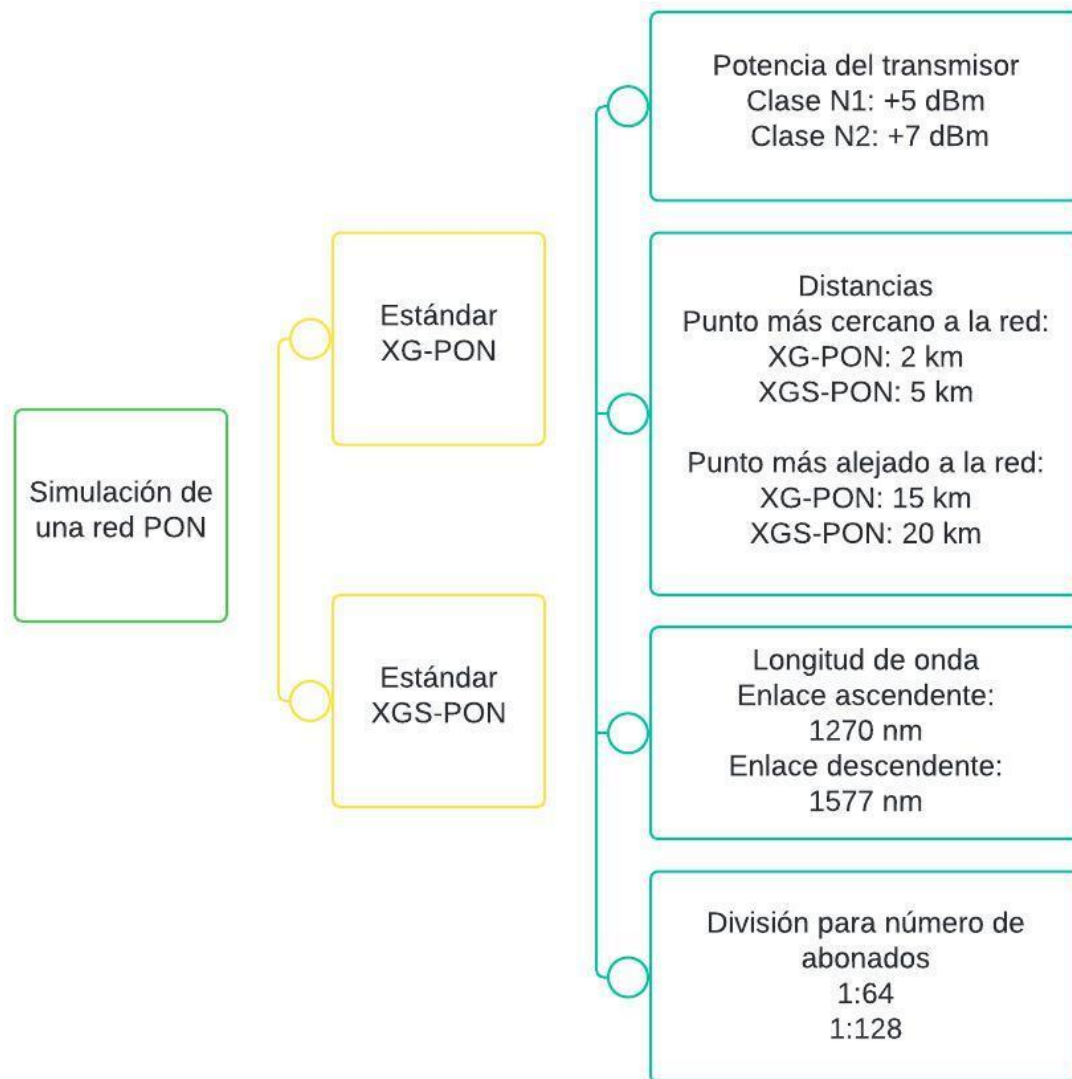 Simulación de
una red PON
Estándar
XG-PON
Estándar
XGS-PON
Potencia del transmisor
Clase N1: +5 dBm
Clase N2: +7 dBm
Distancias
Punto más cercano a la red:
XG-PON: 2 km
XGS-PON: 5 km
Punto más alejado a la red:
XG-PON: 15 km
XGS-PON: 20 km
Longitud de onda
Enlace ascendente:
1270 nm
Enlace descendente:
1577 nm
División para número de
abonados
1:64
1:128